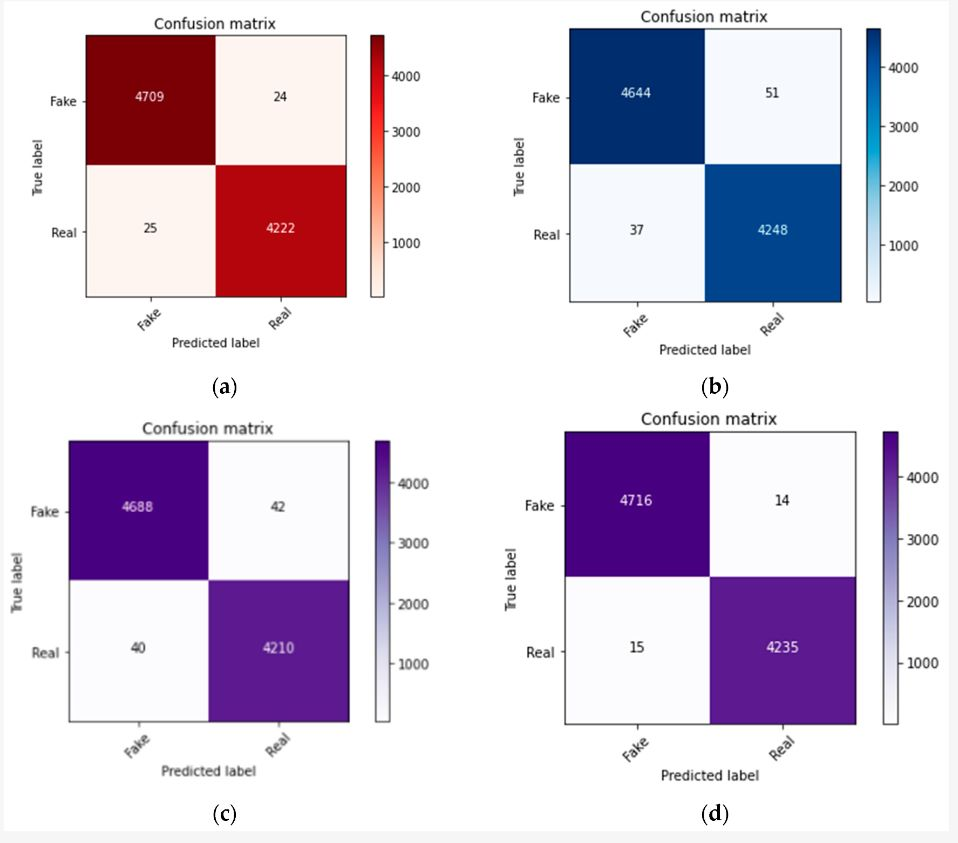 Confusion matrix
Fake
4709
24
4000
3000
True label
2000
Real
25
4222
1000
Fake
Real
Predicted label
(a)
Confusion matrix
Fake
4644
51
4000
3000
True label
2000
Real
37
4248
1000
Fake
Real
Predicted label
(b)
Confusion matrix
Fake
4688
42
4000
3000
True label
2000
Real
40
4210
1000
Fake
Real
Predicted label
(c)
Confusion matrix
Fake
4716
14
4000
3000
True label
2000
Real
15
4235
1000
Fake
Real
Predicted label
(d)